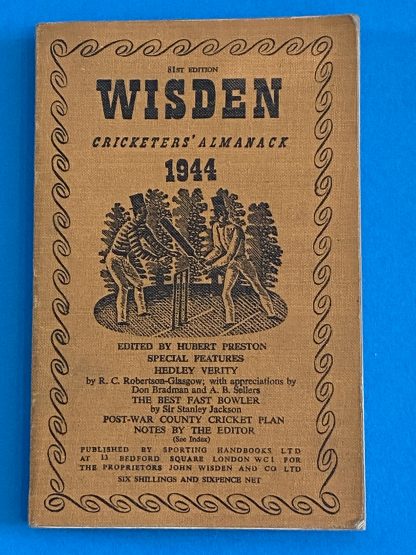 81ST EDITION
WISDEN
CRICKETERS' ALMANACK
1944
EDITED BY HUBERT PRESTON
SPECIAL FEATURES
HEDLEY VERITY
by R. C. Robertson-Glasgow; with appreciations by
Don Bradman and A. B. Sellers
THE BEST FAST BOWLER
by Sir Stanley Jackson
POST-WAR COUNTY CRICKET PLAN
NOTES BY THE EDITOR
(See Index)
PUBLISHED BY SPORTING HANDBOOKS LTD
AT 13 BEDFORD SQUARE LONDON WC1 FOR
THE PROPRIETORS JOHN WISDEN AND CO LTD
SIX SHILLINGS AND SIXPENCE NET